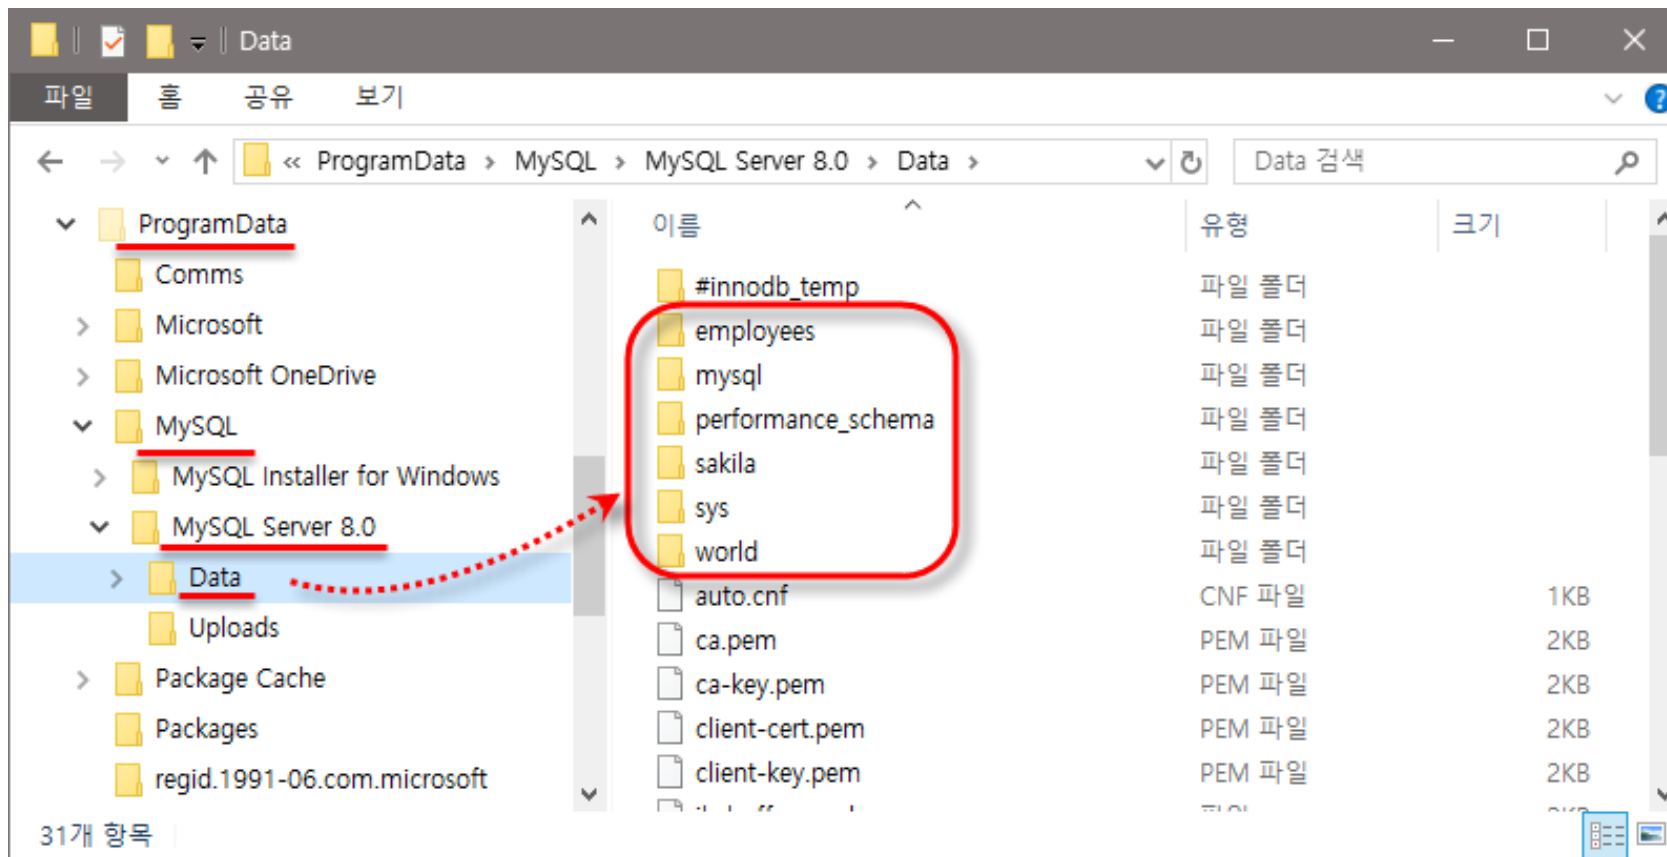 Data
파일 홈 공유 보기
« ProgramData > MySQL > MySQL Server 8.0 > Data >
Data 검색
ProgramData
Comms
Microsoft
Microsoft OneDrive
MySQL
MySQL Installer for Windows
MySQL Server 8.0
Data
Uploads
Package Cache
Packages
regid.1991-06.com.microsoft
이름 유형 크기
#innodb_temp 파일 폴더
employees 파일 폴더
mysql 파일 폴더
performance_schema 파일 폴더
sakila 파일 폴더
sys 파일 폴더
world 파일 폴더
auto.cnf CNF 파일 1KB
ca.pem PEM 파일 2KB
ca-key.pem PEM 파일 2KB
client-cert.pem PEM 파일 2KB
client-key.pem PEM 파일 2KB
31개 항목